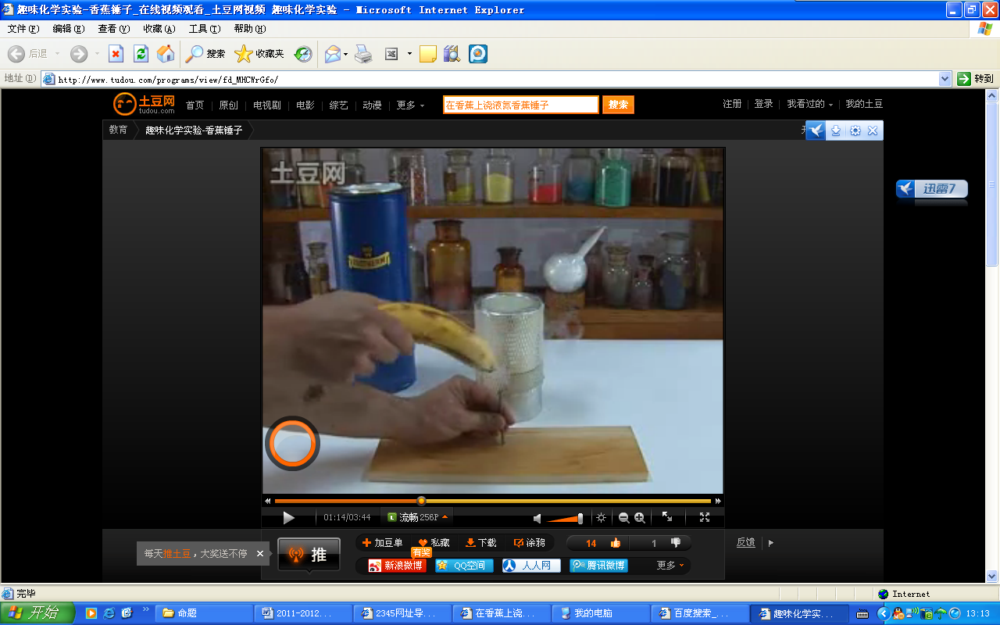 趣味化学实验-香蕉锤子_在线视频观看_土豆网视频 趣味化学实验 - Microsoft Internet Explorer
文件(F) 编辑(E) 查看(V) 收藏(A) 工具(T) 帮助(H)
后退 搜索 收藏夹
地址(D) http://www.tudou.com/programs/view/fd_MHCWrGfo/ 转到
土豆网 tudou.com 首页 原创 电视剧 电影 综艺 动漫 更多 在香蕉上浇液氮香蕉锤子 搜索 注册 登录 我看过的 我的土豆
教育 趣味化学实验-香蕉锤子
土豆网
迅雷7
01:14/03:44 L 流畅 256P
每天推土豆，大奖送不停 × 推
加豆单 私藏 下载 涂鸦 14 1 反馈
有奖
新浪微博 QQ空间 人人网 腾讯微博 更多
完毕 Internet
开始 命题 2011-2012... 2345网址导... 在香蕉上浇... 我的电脑 百度搜索_... 趣味化学实... 13:13